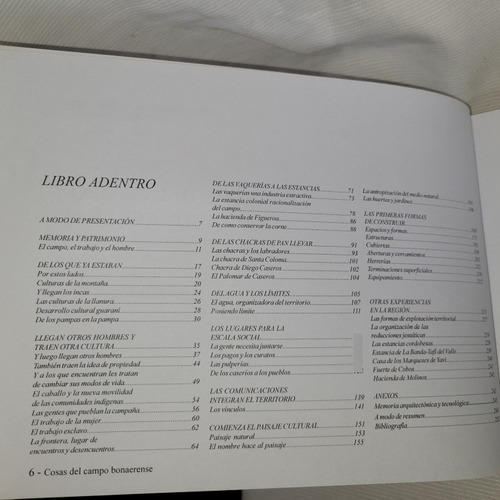 LIBRO ADENTRO
A MODO DE PRESENTACIÓN 7
MEMORIA Y PATRIMONIO 9
El campo, el trabajo y el hombre 11
DE LOS QUE YA ESTABAN 17
Por estos lados 19
Culturas de la montaña 20
Y llegan los incas 24
Las culturas de la llanura 26
Desarrollo cultural guaraní 28
De los pampas en la pampa 30
LLEGAN OTROS HOMBRES Y
TRAEN OTRA CULTURA 35
Y luego llegan otros hombres 37
También traen la idea de propiedad 44
Y a los que encuentran les tratan
de cambiar sus modos de vida 49
El caballo y la nueva movilidad
de las comunidades indígenas 54
Las gentes que pueblan la campaña 56
El trabajo de la mujer 60
El trabajo esclavo 62
La frontera, lugar de
encuentros y desencuentros 64
DE LAS VAQUERÍAS A LAS ESTANCIAS 71
Las vaquerías una industria extractiva 73
La estancia colonial racionalización
del campo 78
La hacienda de Figueroa 86
De como conservar la carne 88
DE LAS CHACRAS DE PAN LLEVAR 91
Las chacras y los labradores 93
La chacra de Santa Coloma 101
Chacra de Diego Caseros 102
El Palomar de Caseros 104
DEL AGUA Y LOS LÍMITES 105
El agua, organizadora del territorio 107
Poniendo límite 111
LOS LUGARES PARA LA
ESCALA SOCIAL
La gente necesita juntarse
Los pagos y los curatos
Las pulperías
De los caseríos a los pueblos
LAS COMUNICACIONES
INTEGRAN EL TERRITORIO 139
Los vínculos 141
COMIENZA EL PAISAJE CULTURAL 151
Paisaje natural 153
El nombre hace al paisaje 155
La antropización del medio natural
Las huertas y jardines
LAS PRIMERAS FORMAS
DE CONSTRUIR
Espacios y formas
Estructuras
Cubiertas
Aberturas y cerramientos
Herrerías
Terminaciones superficiales
Equipamiento
OTRAS EXPERIENCIAS
EN LA REGIÓN
Las formas de explotación territorial
La organización de las
reducciones jesuíticas
Las estancias cordobesas
Estancia de La Banda-Tafí del Valle
Casa de los Marqueses de Yavi
Fuerte de Cobos
Hacienda de Molinos
ANEXOS
Memoria arquitectónica y tecnológica
A modo de resumen
Bibliografía
6 - Cosas del campo bonaerense